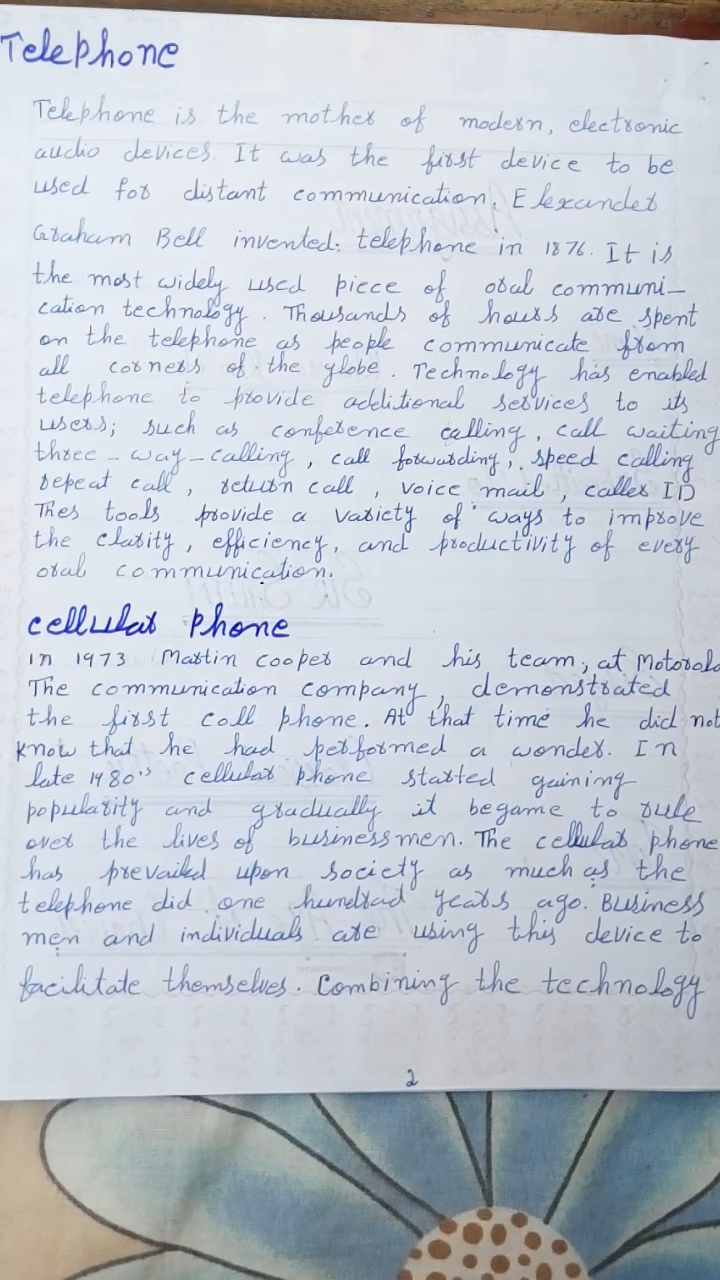 Telephone
Telephone is the mother of modern, electronic
audio devices. It was the first device to be
used for distant communication. Elexander
Graham Bell invented. telephone in 1876. It is
the most widely used piece of oral communi-
cation technology. Thousands of hours are spent
on the telephone as people communicate from
all corners of the globe. Technology has enabled
telephone to provide additional services to its
users; such as conference calling, call waiting
three-way-calling, call forwarding, speed calling
repeat call, return call, voice mail, caller ID
Thes tools provide a variety of ways to improve
the clarity, efficiency, and productivity of every
oral communication.
cellular phone
In 1973 Martin cooper and his team, at Motorola
The communication company, demonstrated
the first coll phone. At that time he did not
know that he had performed a wonder. In
late 1980's cellular phone started gaining
popularity and gradually it begame to rule
over the lives of businessmen. The cellular phone
has prevailed upon society as much as the
telephone did one hundrad years ago. Business
men and individuals are using this device to
facilitate themselves. Combining the technology
2